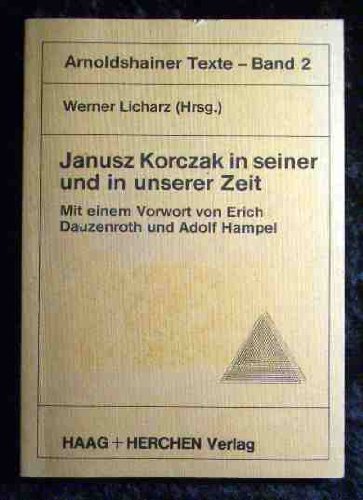 Arnoldshainer Texte – Band 2
Werner Licharz (Hrsg.)
Janusz Korczak in seiner
und in unserer Zeit
Mit einem Vorwort von Erich
Dauzenroth und Adolf Hampel
HAAG + HERCHEN Verlag